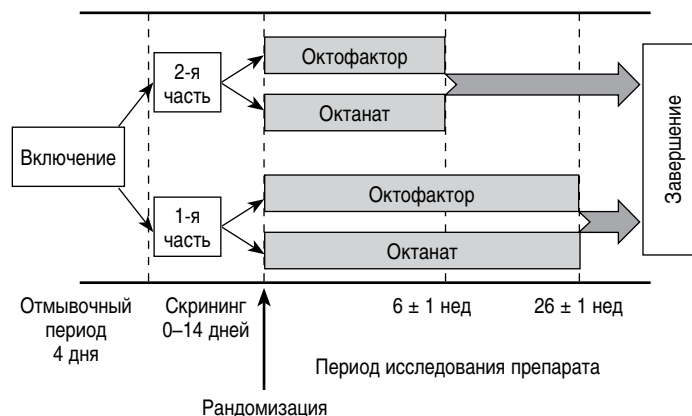 Октофактор
2-я
часть
Октанат
Включение
Завершение
Октофактор
1-я
часть
Октанат
Отмывочный
период
4 дня
Скрининг
0–14 дней
6 ± 1 нед
26 ± 1 нед
Период исследования препарата
Рандомизация